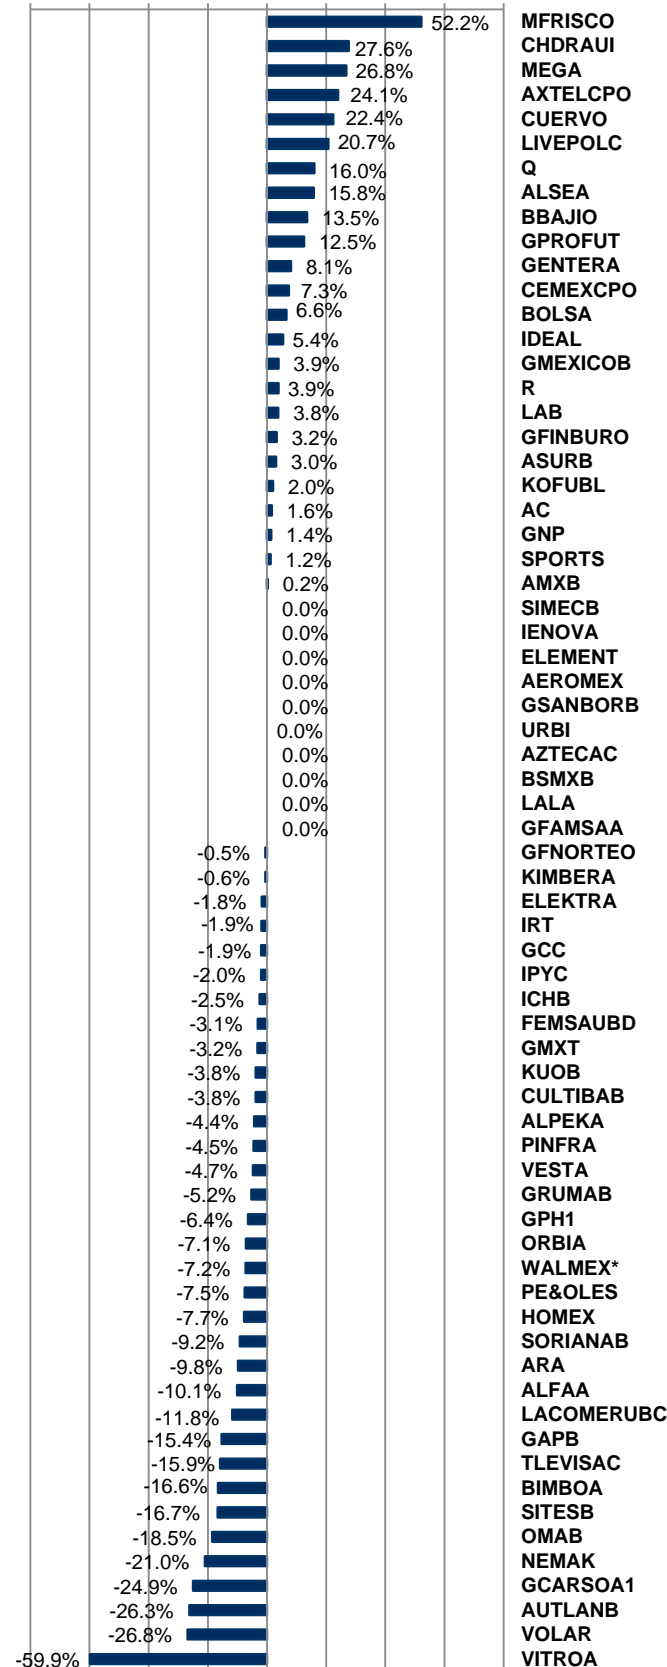 52.2% MFRISCO
27.6% CHDRAUI
26.8% MEGA
24.1% AXTELCPO
22.4% CUERVO
20.7% LIVEPOLC
16.0% Q
15.8% ALSEA
13.5% BBAJIO
12.5% GPROFUT
8.1% GENTERA
7.3% CEMEXCPO
6.6% BOLSA
5.4% IDEAL
3.9% GMEXICOB
3.9% R
3.8% LAB
3.2% GFINBURO
3.0% ASURB
2.0% KOFUBL
1.6% AC
1.4% GNP
1.2% SPORTS
0.2% AMXB
0.0% SIMECB
0.0% IENOVA
0.0% ELEMENT
0.0% AEROMEX
0.0% GSANBORB
0.0% URBI
0.0% AZTECAC
0.0% BSMXB
0.0% LALA
0.0% GFAMSAA
-0.5% GFNORTEO
-0.6% KIMBERA
-1.8% ELEKTRA
-1.9% IRT
-1.9% GCC
-2.0% IPYC
-2.5% ICHB
-3.1% FEMSAUBD
-3.2% GMXT
-3.8% KUOB
-3.8% CULTIBAB
-4.4% ALPEKA
-4.5% PINFRA
-4.7% VESTA
-5.2% GRUMAB
-6.4% GPH1
-7.1% ORBIA
-7.2% WALMEX*
-7.5% PE&OLES
-7.7% HOMEX
-9.2% SORIANAB
-9.8% ARA
-10.1% ALFAA
-11.8% LACOMERUBC
-15.4% GAPB
-15.9% TLEVISAC
-16.6% BIMBOA
-16.7% SITESB
-18.5% OMAB
-21.0% NEMAK
-24.9% GCARSOA1
-26.3% AUTLANB
-26.8% VOLAR
-59.9% VITROA